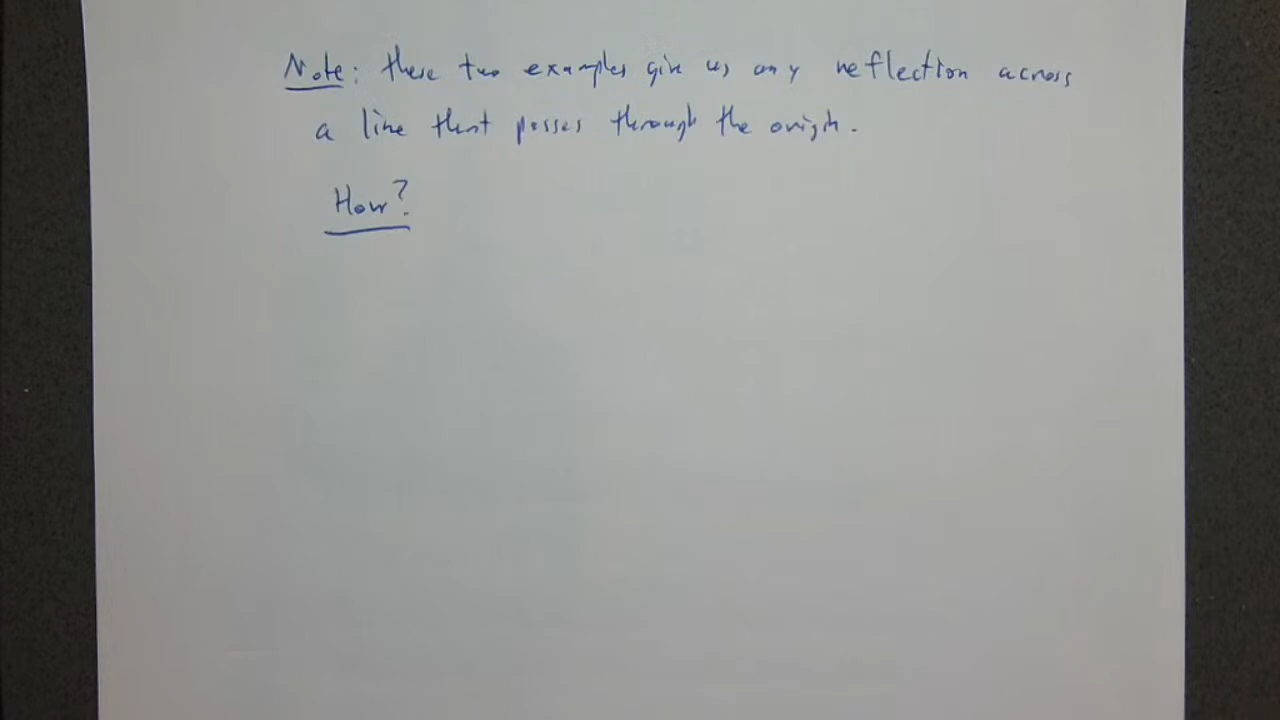 Note: these two examples give us any reflection across
a line that passes through the origin.
How?